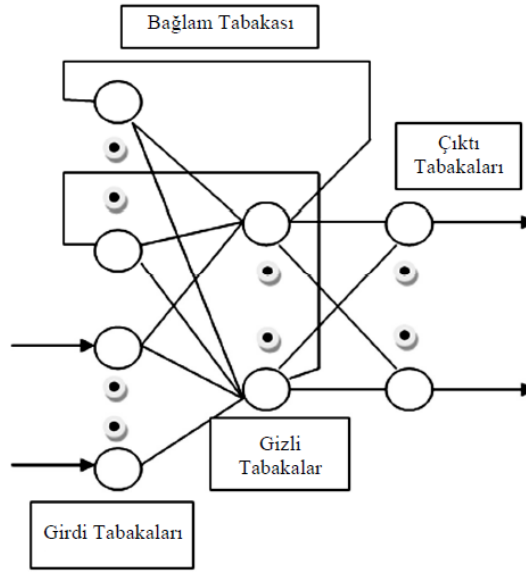 Bağlam Tabakası
Çıktı
Tabakaları
Gizli
Tabakalar
Girdi Tabakaları